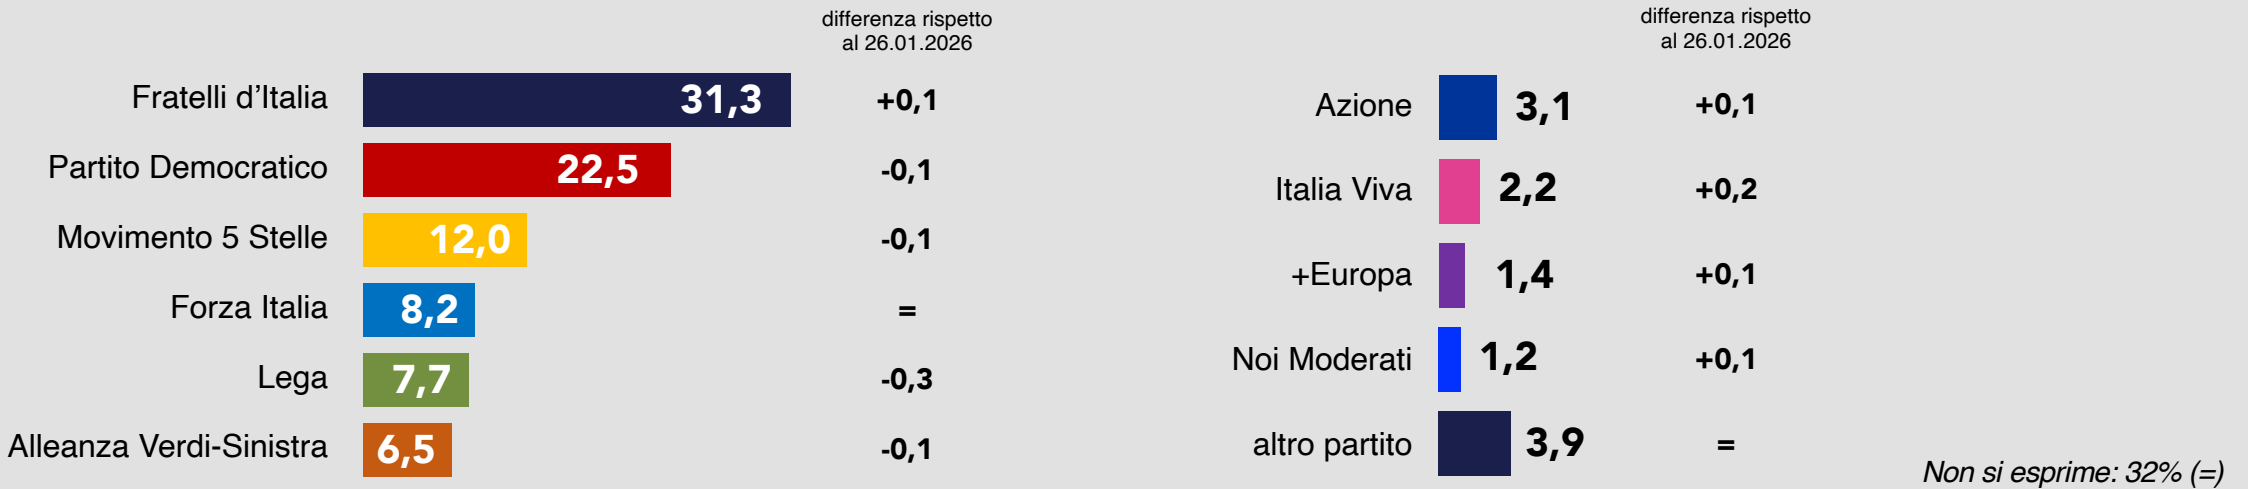 differenza rispetto
al 26.01.2026
Fratelli d’Italia 31,3 +0,1
Partito Democratico 22,5 -0,1
Movimento 5 Stelle 12,0 -0,1
Forza Italia 8,2 =
Lega 7,7 -0,3
Alleanza Verdi-Sinistra 6,5 -0,1
differenza rispetto
al 26.01.2026
Azione 3,1 +0,1
Italia Viva 2,2 +0,2
+Europa 1,4 +0,1
Noi Moderati 1,2 +0,1
altro partito 3,9 =
Non si esprime: 32% (=)